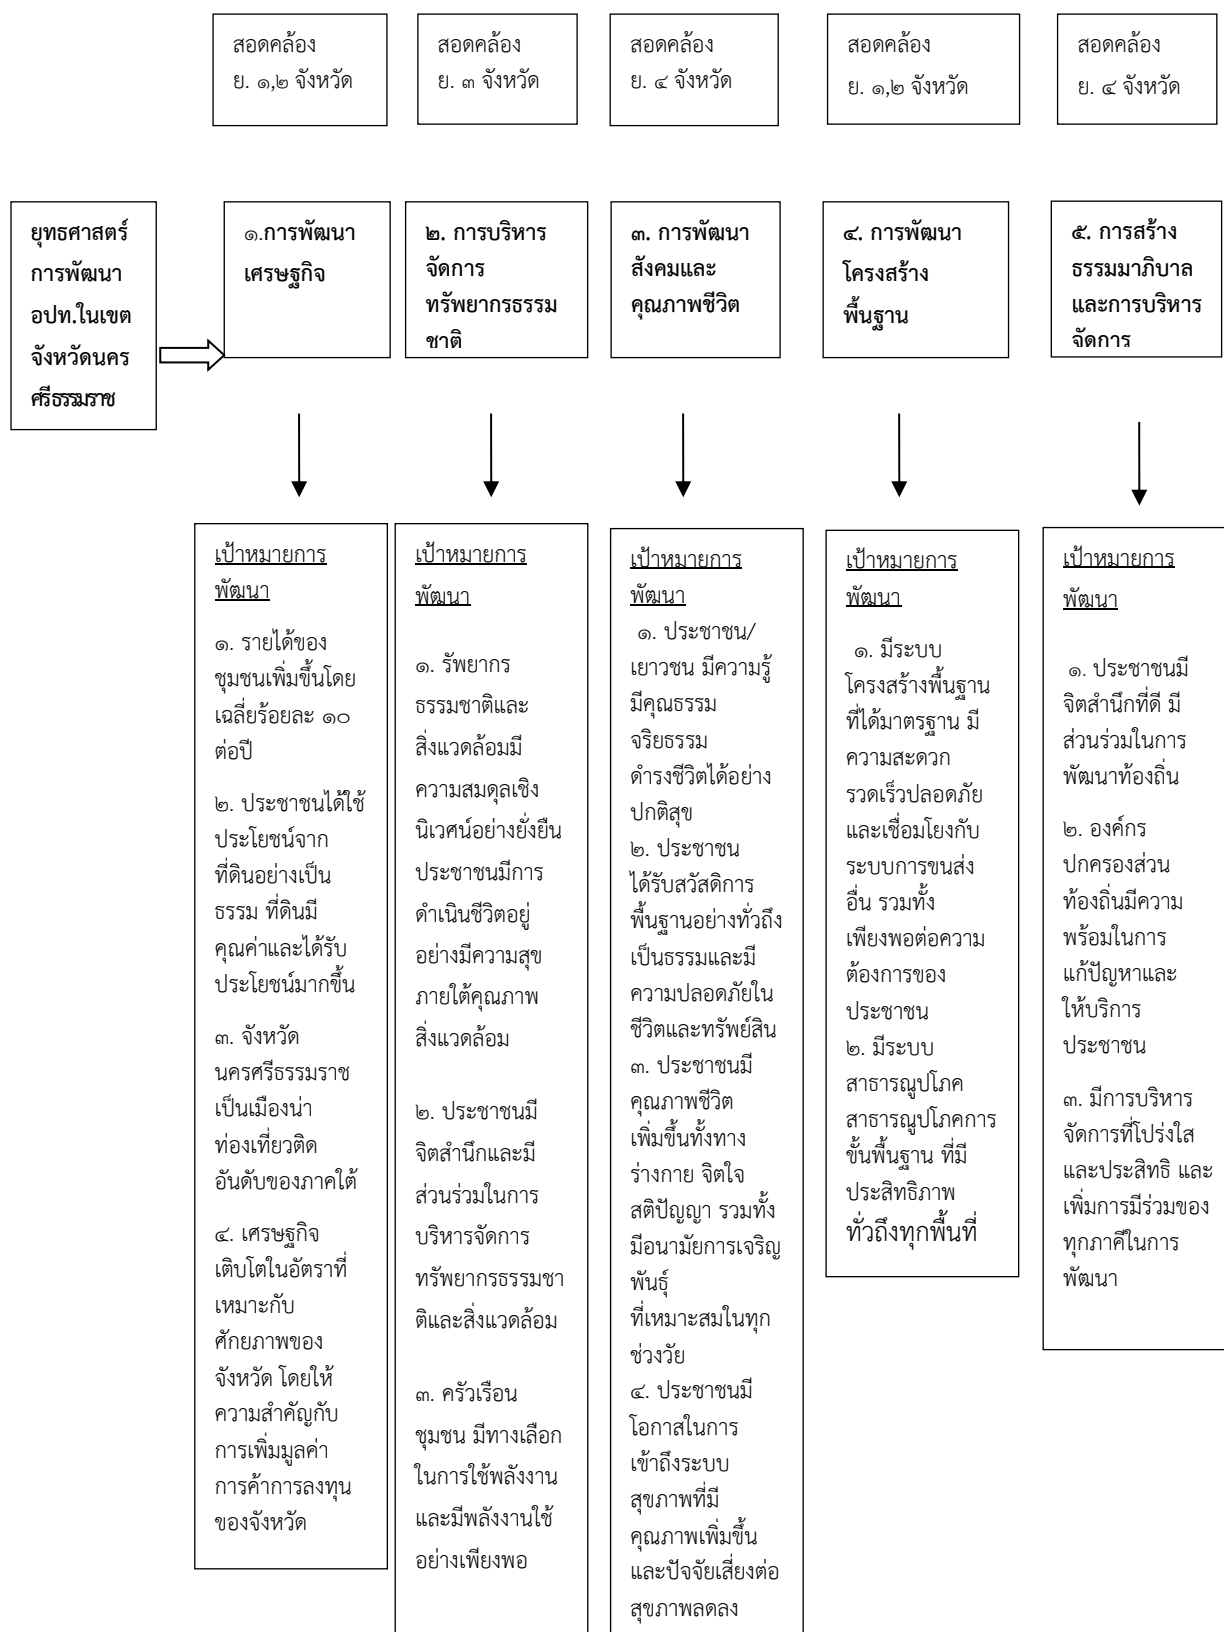 สอดคล้อง
ย. ๑,๒ จังหวัด
สอดคล้อง
ย. ๓ จังหวัด
สอดคล้อง
ย. ๔ จังหวัด
สอดคล้อง
ย. ๑,๒ จังหวัด
สอดคล้อง
ย. ๔ จังหวัด
ยุทธศาสตร์
การพัฒนา
อปท.ในเขต
จังหวัดนคร
ศรีธรรมราช
๑.การพัฒนา
เศรษฐกิจ
๒. การบริหาร
จัดการ
ทรัพยากรธรรม
ชาติ
๓. การพัฒนา
สังคมและ
คุณภาพชีวิต
๔. การพัฒนา
โครงสร้าง
พื้นฐาน
๕. การสร้าง
ธรรมมาภิบาล
และการบริหาร
จัดการ
เป้าหมายการ
พัฒนา
๑. รายได้ของ
ชุมชนเพิ่มขึ้นโดย
เฉลี่ยร้อยละ ๑๐
ต่อปี
๒. ประชาชนได้ใช้
ประโยชน์จาก
ที่ดินอย่างเป็น
ธรรม ที่ดินมี
คุณค่าและได้รับ
ประโยชน์มากขึ้น
๓. จังหวัด
นครศรีธรรมราช
เป็นเมืองน่า
ท่องเที่ยวติด
อันดับของภาคใต้
๔. เศรษฐกิจ
เติบโตในอัตราที่
เหมาะกับ
ศักยภาพของ
จังหวัด โดยให้
ความสำคัญกับ
การเพิ่มมูลค่า
การค้าการลงทุน
ของจังหวัด
เป้าหมายการ
พัฒนา
๑. รัพยากร
ธรรมชาติและ
สิ่งแวดล้อมมี
ความสมดุลเชิง
นิเวศน์อย่างยั่งยืน
ประชาชนมีการ
ดำเนินชีวิตอยู่
อย่างมีความสุข
ภายใต้คุณภาพ
สิ่งแวดล้อม
๒. ประชาชนมี
จิตสำนึกและมี
ส่วนร่วมในการ
บริหารจัดการ
ทรัพยากรธรรมชา
ติและสิ่งแวดล้อม
๓. ครัวเรือน
ชุมชน มีทางเลือก
ในการใช้พลังงาน
และมีพลังงานใช้
อย่างเพียงพอ
เป้าหมายการ
พัฒนา
๑. ประชาชน/
เยาวชน มีความรู้
มีคุณธรรม
จริยธรรม
ดำรงชีวิตได้อย่าง
ปกติสุข
๒. ประชาชน
ได้รับสวัสดิการ
พื้นฐานอย่างทั่วถึง
เป็นธรรมและมี
ความปลอดภัยใน
ชีวิตและทรัพย์สิน
๓. ประชาชนมี
คุณภาพชีวิต
เพิ่มขึ้นทั้งทาง
ร่างกาย จิตใจ
สติปัญญา รวมทั้ง
มีอนามัยการเจริญ
พันธุ์
ที่เหมาะสมในทุก
ช่วงวัย
๔. ประชาชนมี
โอกาสในการ
เข้าถึงระบบ
สุขภาพที่มี
คุณภาพเพิ่มขึ้น
และปัจจัยเสี่ยงต่อ
สุขภาพลดลง
เป้าหมายการ
พัฒนา
๑. มีระบบ
โครงสร้างพื้นฐาน
ที่ได้มาตรฐาน มี
ความสะดวก
รวดเร็วปลอดภัย
และเชื่อมโยงกับ
ระบบการขนส่ง
อื่น รวมทั้ง
เพียงพอต่อความ
ต้องการของ
ประชาชน
๒. มีระบบ
สาธารณูปโภค
สาธารณูปโภคการ
ขั้นพื้นฐาน ที่มี
ประสิทธิภาพ
ทั่วถึงทุกพื้นที่
เป้าหมายการ
พัฒนา
๑. ประชาชนมี
จิตสำนึกที่ดี มี
ส่วนร่วมในการ
พัฒนาท้องถิ่น
๒. องค์กร
ปกครองส่วน
ท้องถิ่นมีความ
พร้อมในการ
แก้ปัญหาและ
ให้บริการ
ประชาชน
๓. มีการบริหาร
จัดการที่โปร่งใส
และประสิทธิ และ
เพิ่มการมีร่วมของ
ทุกภาคีในการ
พัฒนา